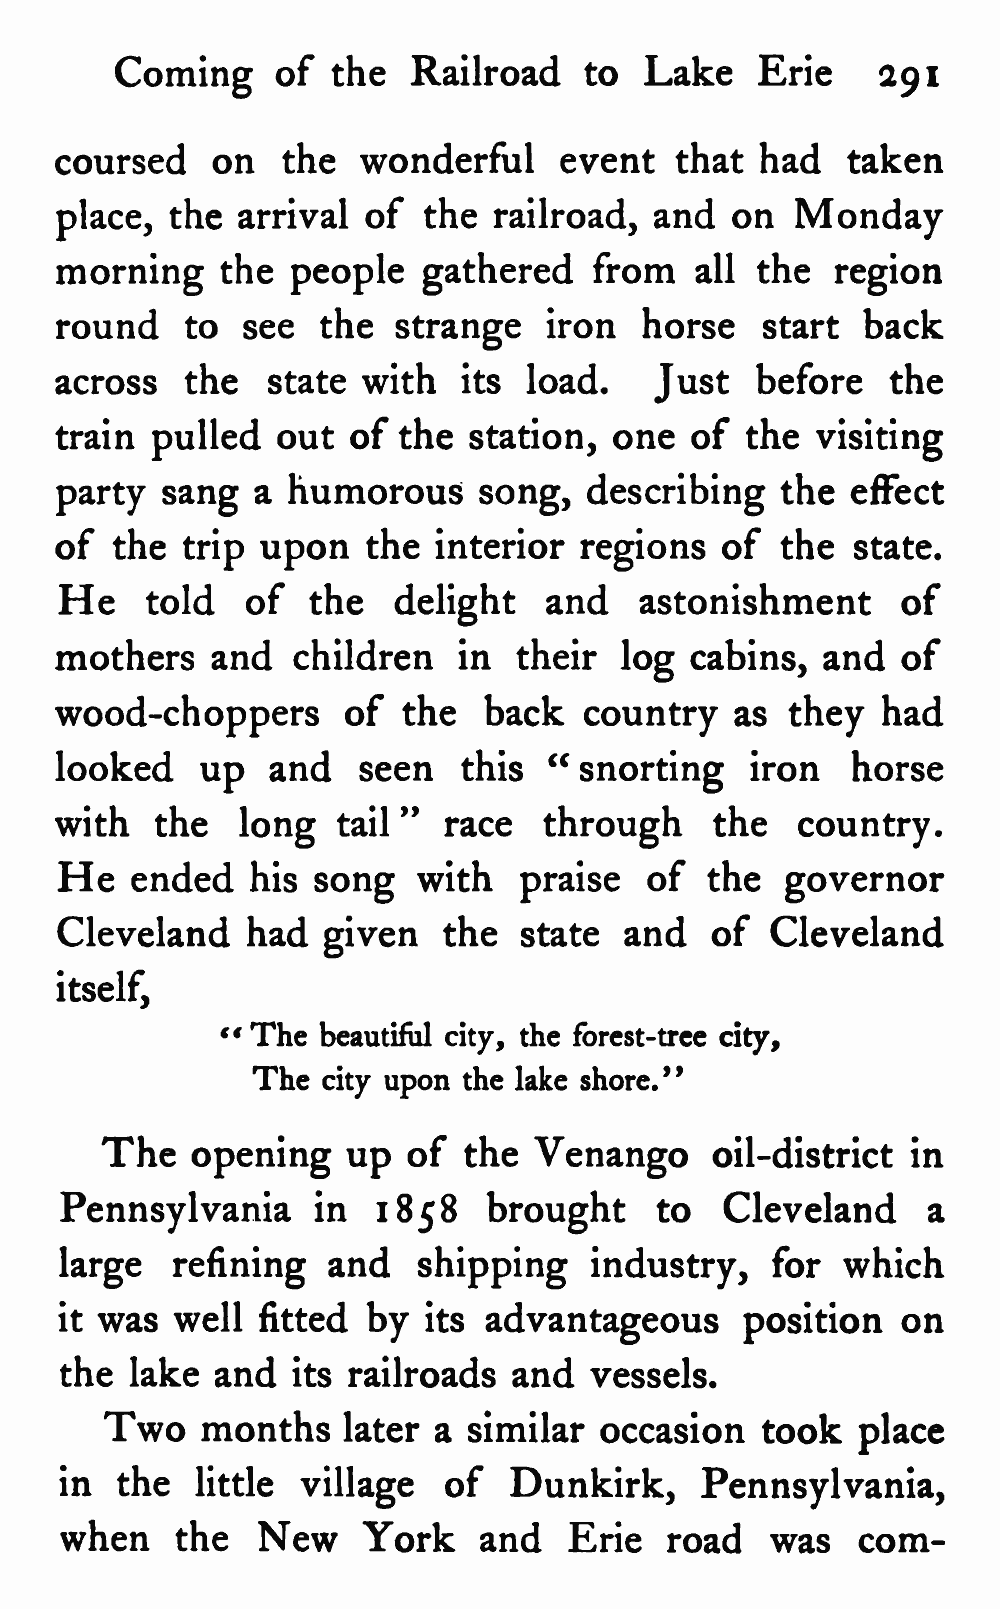 Coming of the Railroad to Lake Erie 291
coursed on the wonderful event that had taken
place, the arrival of the railroad, and on Monday
morning the people gathered from all the region
round to see the strange iron horse start back
across the state with its load. Just before the
train pulled out of the station, one of the visiting
party sang a humorous song, describing the effect
of the trip upon the interior regions of the state.
He told of the delight and astonishment of
mothers and children in their log cabins, and of
wood-choppers of the back country as they had
looked up and seen this “ snorting iron horse
with the long tail ” race through the country.
He ended his song with praise of the governor
Cleveland had given the state and of Cleveland
itself,
“ The beautiful city, the forest-tree city,
The city upon the lake shore.”
The opening up of the Venango oil-district in
Pennsylvania in 1858 brought to Cleveland a
large refining and shipping industry, for which
it was well fitted by its advantageous position on
the lake and its railroads and vessels.
Two months later a similar occasion took place
in the little village of Dunkirk, Pennsylvania,
when the New York and Erie road was com-